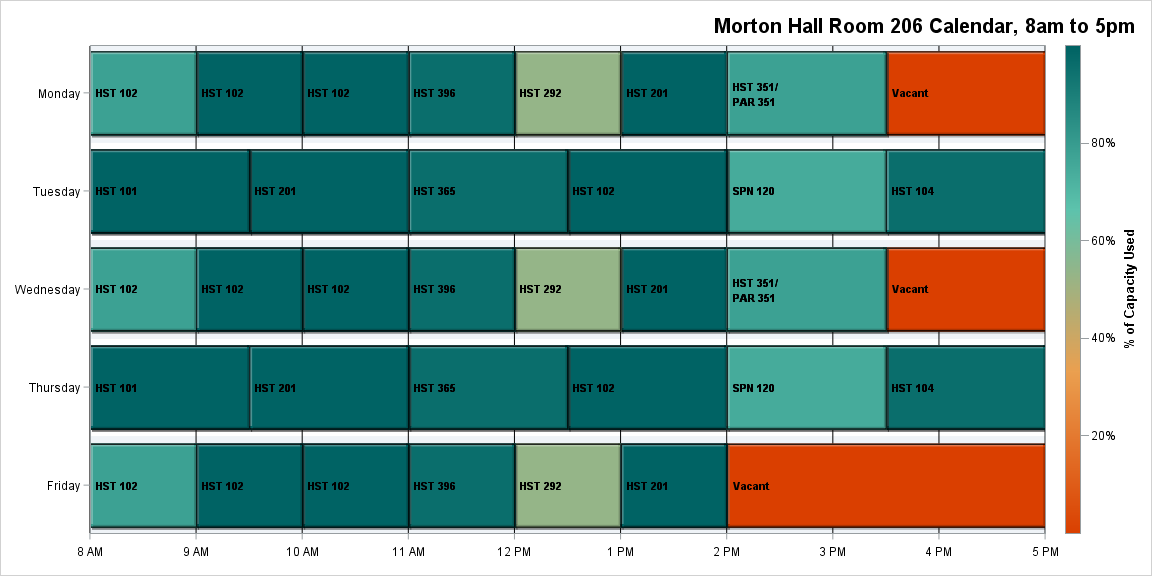 Morton Hall Room 206 Calendar, 8am to 5pm
Monday
HST 102
HST 102
HST 102
HST 396
HST 292
HST 201
HST 351/
PAR 351
Vacant
Tuesday
HST 101
HST 201
HST 365
HST 102
SPN 120
HST 104
Wednesday
HST 102
HST 102
HST 102
HST 396
HST 292
HST 201
HST 351/
PAR 351
Vacant
Thursday
HST 101
HST 201
HST 365
HST 102
SPN 120
HST 104
Friday
HST 102
HST 102
HST 102
HST 396
HST 292
HST 201
Vacant
8 AM
9 AM
10 AM
11 AM
12 PM
1 PM
2 PM
3 PM
4 PM
5 PM
80%
60%
40%
20%
% of Capacity Used